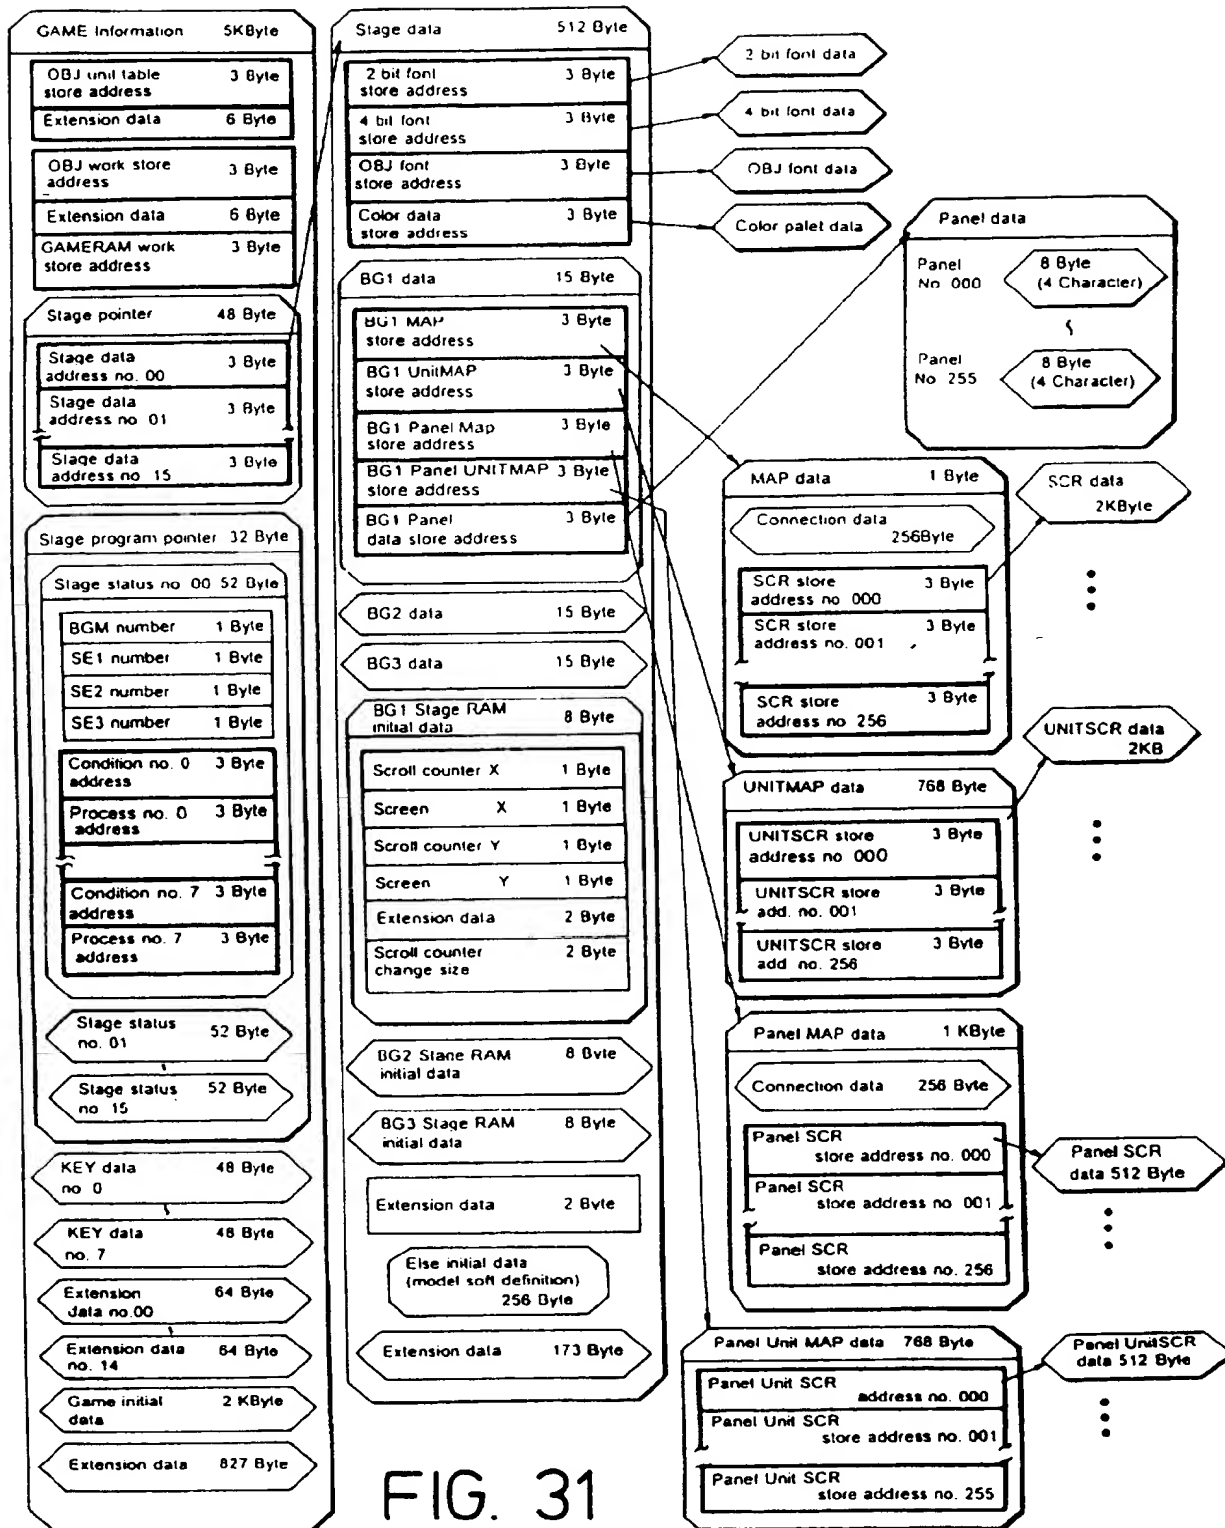 GAME Information 5KByte
OBJ unit table 3 Byte
store address
Extension data 6 Byte
OBJ work store 3 Byte
address
Extension data 6 Byte
GAMERAM work 3 Byte
store address
Stage pointer 48 Byte
Stage data 3 Byte
address no. 00
Stage data 3 Byte
address no. 01
Stage data 3 Byte
address no. 15
Stage program pointer 32 Byte
Stage status no. 00 52 Byte
BGM number 1 Byte
SE1 number 1 Byte
SE2 number 1 Byte
SE3 number 1 Byte
Condition no. 0 3 Byte
address
Process no. 0 3 Byte
address
Condition no. 7 3 Byte
address
Process no. 7 3 Byte
address
Stage status 52 Byte
no. 01
Stage status 52 Byte
no. 15
KEY data 48 Byte
no 0
KEY data 48 Byte
no. 7
Extension 64 Byte
data no.00
Extension data 64 Byte
no. 14
Game initial 2 KByte
data
Extension data 827 Byte
Stage data 512 Byte
2 bit font 3 Byte
store address
4 bit font 3 Byte
store address
OBJ font 3 Byte
store address
Color data 3 Byte
store address
BG1 data 15 Byte
BG1 MAP 3 Byte
store address
BG1 UnitMAP 3 Byte
store address
BG1 Panel Map 3 Byte
store address
BG1 Panel UNITMAP 3 Byte
store address
BG1 Panel 3 Byte
data store address
BG2 data 15 Byte
BG3 data 15 Byte
BG1 Stage RAM 8 Byte
initial data
Scroll counter X 1 Byte
Screen X 1 Byte
Scroll counter Y 1 Byte
Screen Y 1 Byte
Extension data 2 Byte
Scroll counter 2 Byte
change size
BG2 Stage RAM 8 Byte
initial data
BG3 Stage RAM 8 Byte
initial data
Extension data 2 Byte
Else initial data
(model soft definition)
256 Byte
Extension data 173 Byte
2 bit font data
4 bit font data
OBJ font data
Color palet data
Panel data
Panel 8 Byte
No. 000 (4 Character)
Panel 8 Byte
No 255 (4 Character)
MAP data 1 Byte
Connection data
256Byte
SCR store 3 Byte
address no. 000
SCR store 3 Byte
address no. 001
SCR store 3 Byte
address no 256
SCR data
2KByte
UNITMAP data 768 Byte
UNITSCR store 3 Byte
address no 000
UNITSCR store 3 Byte
add. no. 001
UNITSCR store 3 Byte
add no. 256
UNITSCR data
2KB
Panel MAP data 1 KByte
Connection data 256 Byte
Panel SCR
store address no. 000
Panel SCR
store address no. 001
Panel SCR
store address no. 256
Panel SCR
data 512 Byte
Panel Unit MAP data 768 Byte
Panel Unit SCR
address no. 000
Panel Unit SCR
store address no. 001
Panel Unit SCR
store address no. 255
Panel UnitSCR
data 512 Byte
FIG. 31